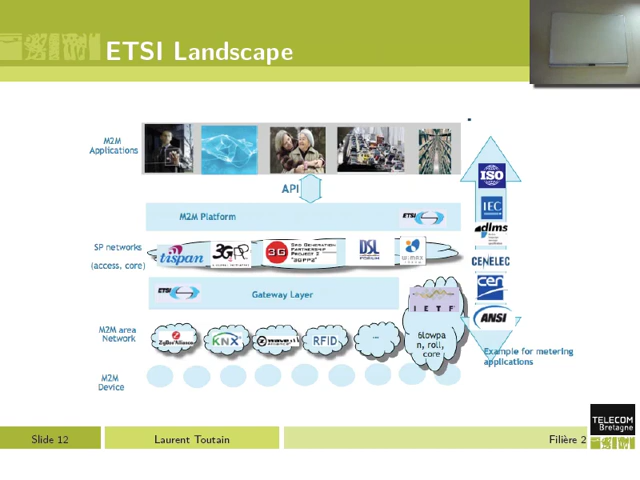 ETSI Landscape
M2M
Applications
API
M2M Platform
ETSI
SP networks
(access, core)
tispan
3GPP
3G
3RD GENERATION
PARTNERSHIP
PROJECT 2
"3GPP2"
DSL
wimax
ETSI
Gateway Layer
I E T F
M2M area
Network
ZigBee Alliance
KNX
RFID
...
6lowpa
n, roll,
core
M2M
Device
ISO
IEC
dlms
CENELEC
cen
ANSI
Example for metering
applications
Slide 12
Laurent Toutain
Filière 2
TELECOM
Bretagne